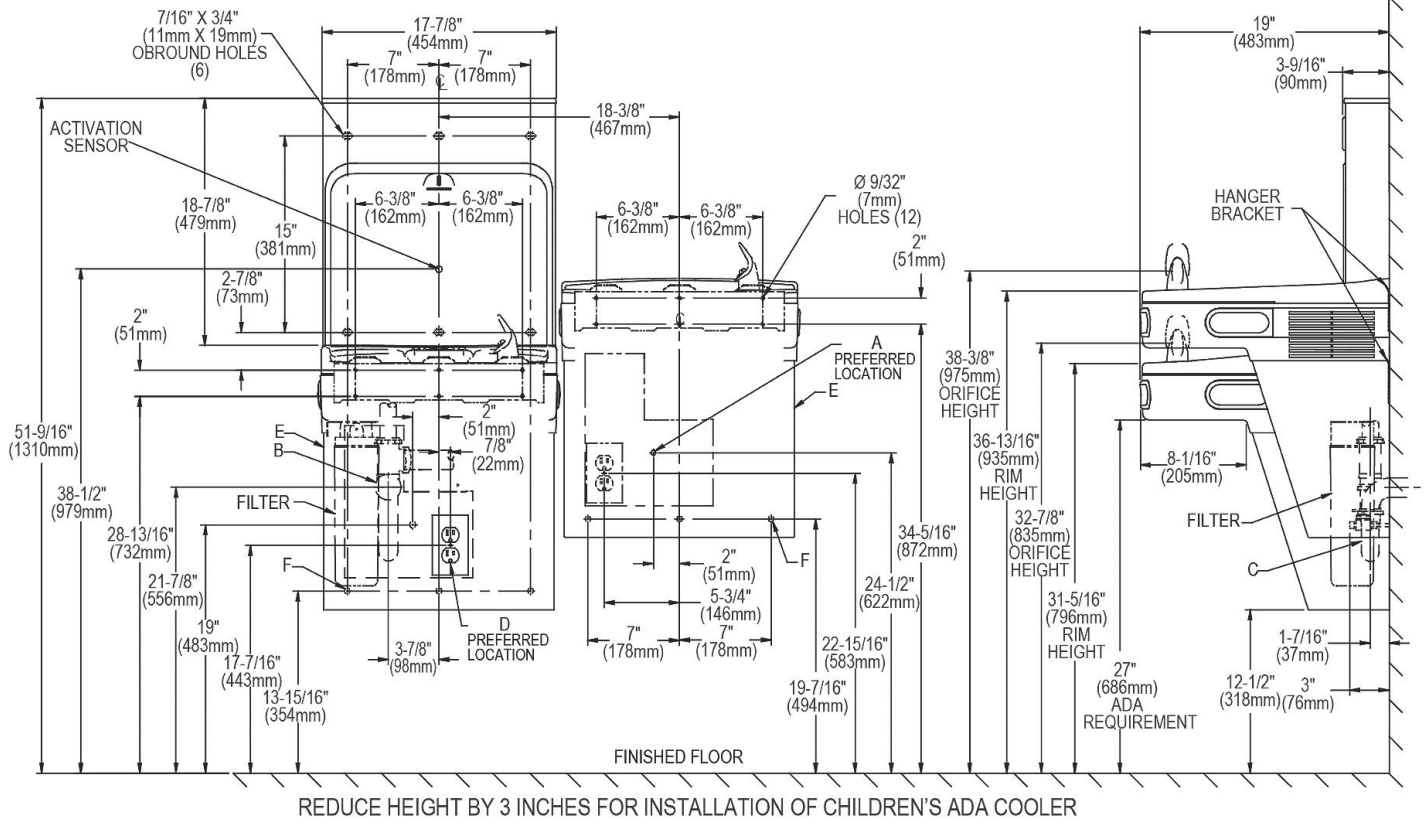 7/16" X 3/4"
(11mm X 19mm)
OBROUND HOLES
(6)
17-7/8"
(454mm)
7"
(178mm)
7"
(178mm)
℄
18-3/8"
(467mm)
19"
(483mm)
3-9/16"
(90mm)
ACTIVATION
SENSOR
18-7/8"
(479mm)
15"
(381mm)
6-3/8"
(162mm)
6-3/8"
(162mm)
6-3/8"
(162mm)
6-3/8"
(162mm)
Ø 9/32"
(7mm)
HOLES (12)
2"
(51mm)
HANGER
BRACKET
2-7/8"
(73mm)
2"
(51mm)
℄
A
PREFERRED
LOCATION
E
38-3/8"
(975mm)
ORIFICE
HEIGHT
51-9/16"
(1310mm)
E
B
2"
(51mm)
7/8"
(22mm)
36-13/16"
(935mm)
RIM
HEIGHT
8-1/16"
(205mm)
38-1/2"
(979mm)
FILTER
28-13/16"
(732mm)
34-5/16"
(872mm)
32-7/8"
(835mm)
ORIFICE
HEIGHT
FILTER
F
F
C
21-7/8"
(556mm)
2"
(51mm)
24-1/2"
(622mm)
5-3/4"
(146mm)
31-5/16"
(796mm)
RIM
HEIGHT
19"
(483mm)
D
PREFERRED
LOCATION
7"
(178mm)
7"
(178mm)
22-15/16"
(583mm)
1-7/16"
(37mm)
17-7/16"
(443mm)
3-7/8"
(98mm)
19-7/16"
(494mm)
27"
(686mm)
ADA
REQUIREMENT
12-1/2"
(318mm)
3"
(76mm)
13-15/16"
(354mm)
FINISHED FLOOR
REDUCE HEIGHT BY 3 INCHES FOR INSTALLATION OF CHILDREN'S ADA COOLER